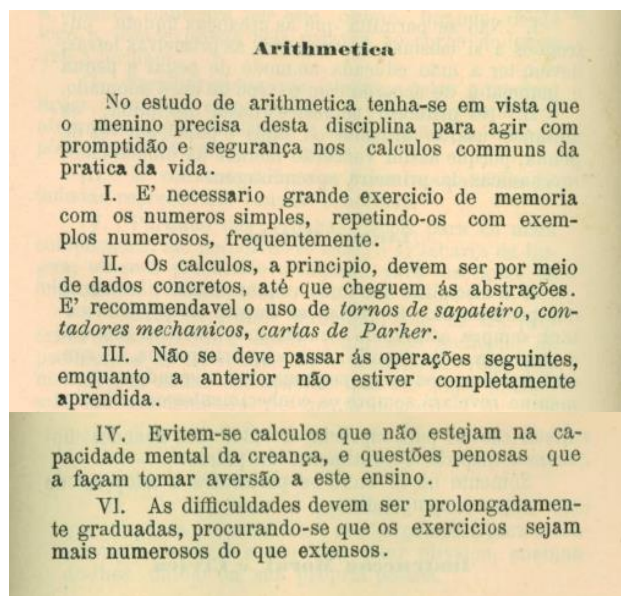 Arithmetica
No estudo de arithmetica tenha-se em vista que
o menino precisa desta disciplina para agir com
promptidão e segurança nos calculos communs da
pratica da vida.
I. E' necessario grande exercicio de memoria
com os numeros simples, repetindo-os com exem-
plos numerosos, frequentemente.
II. Os calculos, a principio, devem ser por meio
de dados concretos, até que cheguem ás abstrações.
E' recommendavel o uso de tornos de sapateiro, con-
tadores mechanicos, cartas de Parker.
III. Não se deve passar ás operações seguintes,
emquanto a anterior não estiver completamente
aprendida.
IV. Evitem-se calculos que não estejam na ca-
pacidade mental da creança, e questões penosas que
a façam tomar aversão a este ensino.
VI. As difficuldades devem ser prolongadamen-
te graduadas, procurando-se que os exercicios sejam
mais numerosos do que extensos.